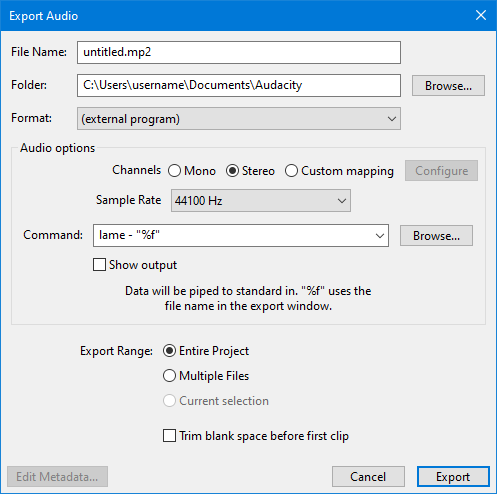 Export Audio
File Name: untitled.mp2
Folder: C:\Users\username\Documents\Audacity Browse...
Format: (external program)
Audio options
Channels Mono Stereo Custom mapping Configure
Sample Rate 44100 Hz
Command: lame - "%f" Browse...
Show output
Data will be piped to standard in. "%f" uses the
file name in the export window.
Export Range: Entire Project
Multiple Files
Current selection
Trim blank space before first clip
Edit Metadata... Cancel Export